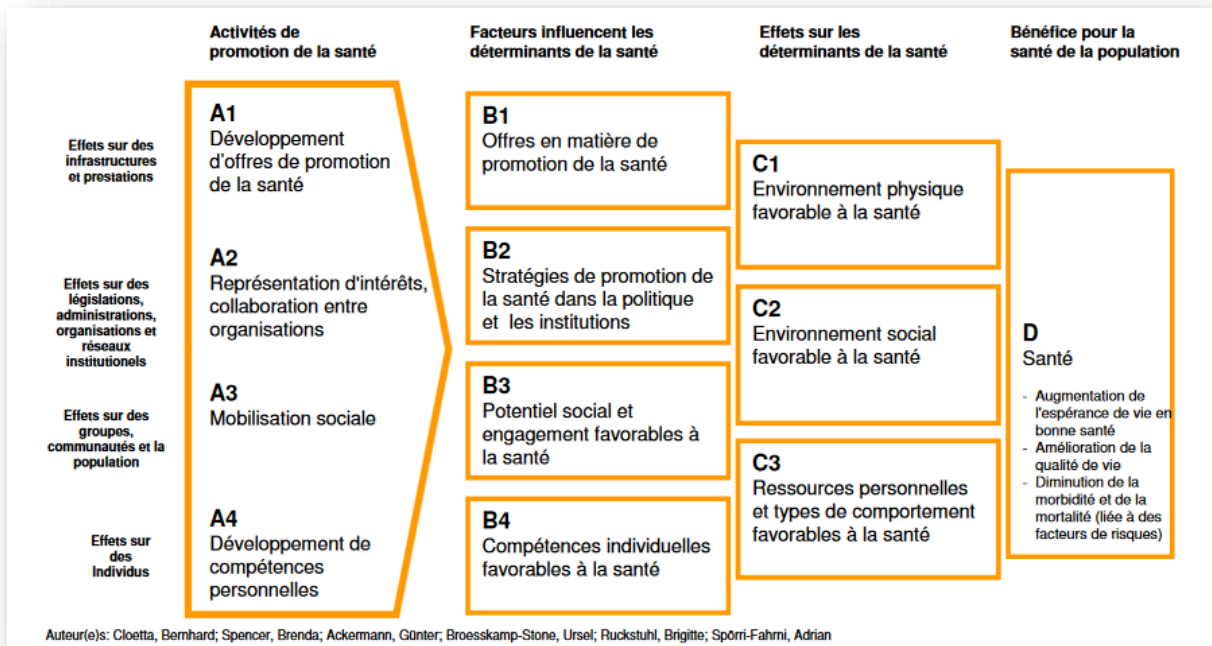 Activités de
promotion de la santé
Facteurs influencent les
déterminants de la santé
Effets sur les
déterminants de la santé
Bénéfice pour la
santé de la population
Effets sur des
infrastructures
et prestations
Effets sur des
législations,
administrations,
organisations et
réseaux
institutionels
Effets sur des
groupes,
communautés et la
population
Effets sur
des
Individus
A1
Développement
d'offres de promotion
de la santé
A2
Représentation d'intérêts,
collaboration entre
organisations
A3
Mobilisation sociale
A4
Développement de
compétences
personnelles
B1
Offres en matière de
promotion de la santé
B2
Stratégies de promotion de
la santé dans la politique
et les institutions
B3
Potentiel social et
engagement favorables à
la santé
B4
Compétences individuelles
favorables à la santé
C1
Environnement physique
favorable à la santé
C2
Environnement social
favorable à la santé
C3
Ressources personnelles
et types de comportement
favorables à la santé
D
Santé
- Augmentation de
l'espérance de vie en
bonne santé
- Amélioration de la
qualité de vie
- Diminution de la
morbidité et de la
mortalité (liée à des
facteurs de risques)
Auteur(e)s: Cloetta, Bernhard; Spencer, Brenda; Ackermann, Günter; Broesskamp-Stone, Ursel; Ruckstuhl, Brigitte; Spörri-Fahrni, Adrian